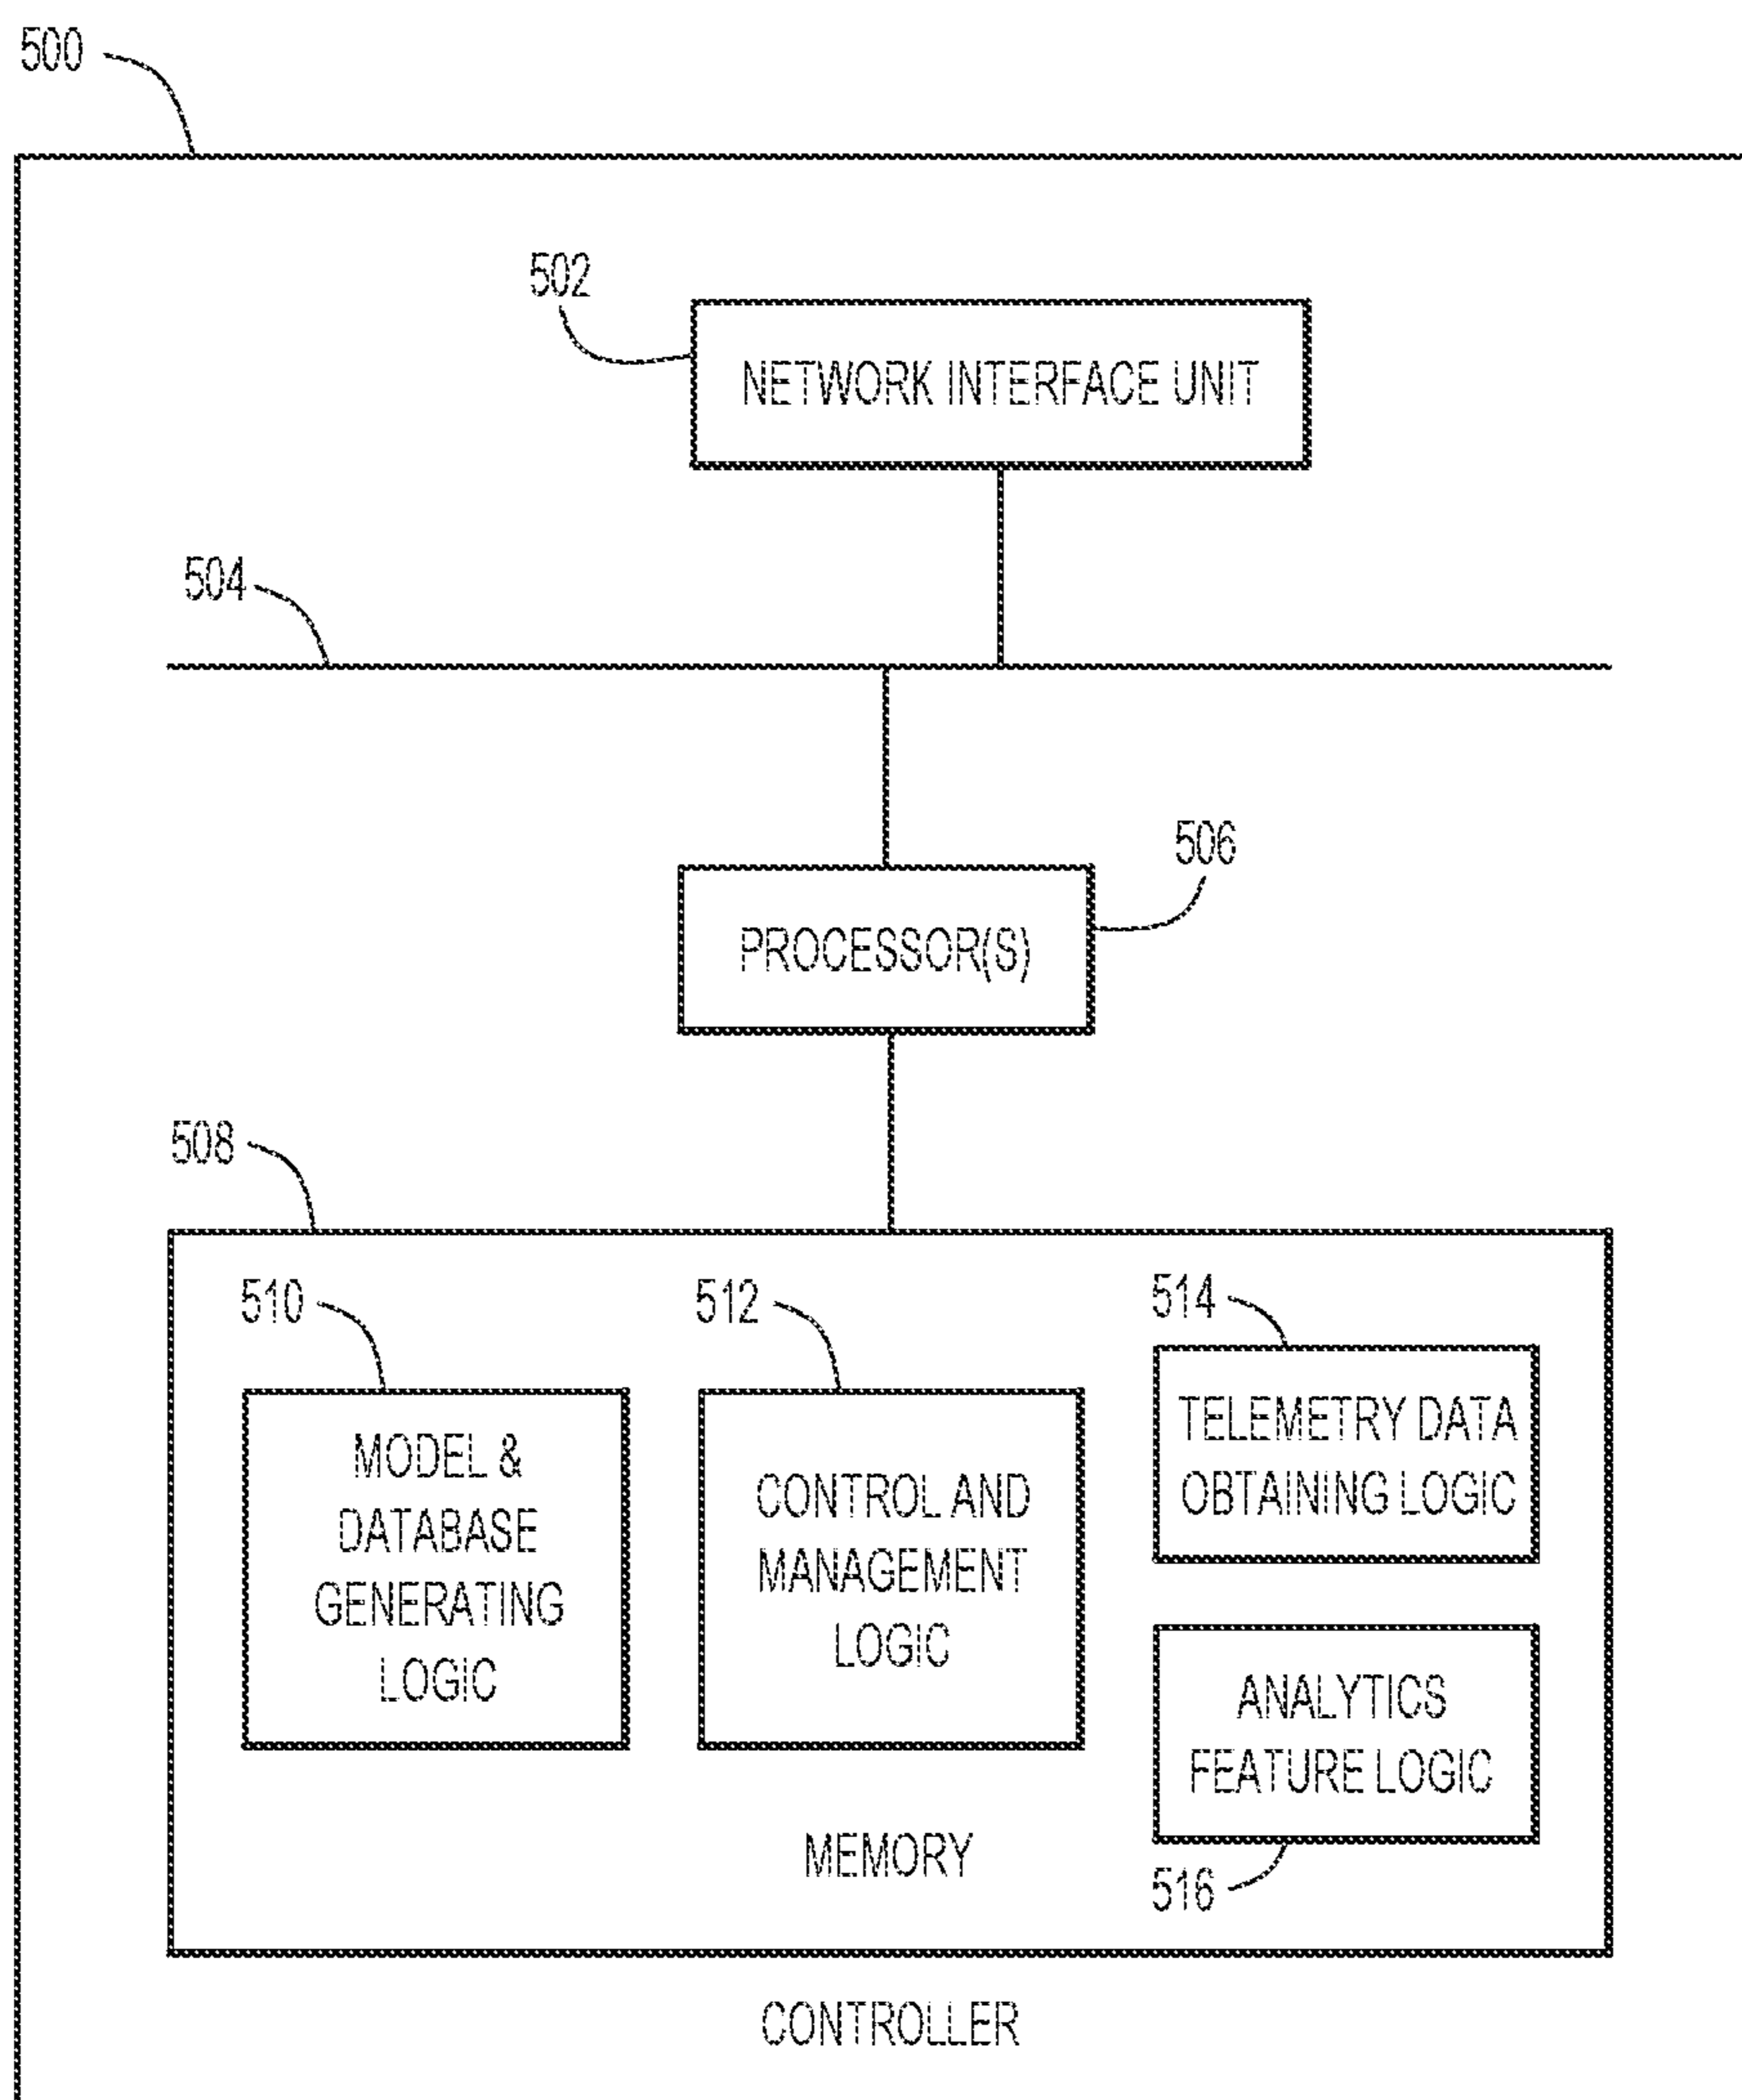 500
502
NETWORK INTERFACE UNIT
504
506
PROCESSOR(S)
508
510
512
514
MODEL &
DATABASE
GENERATING
LOGIC
CONTROL AND
MANAGEMENT
LOGIC
TELEMETRY DATA
OBTAINING LOGIC
ANALYTICS
FEATURE LOGIC
516
MEMORY
CONTROLLER